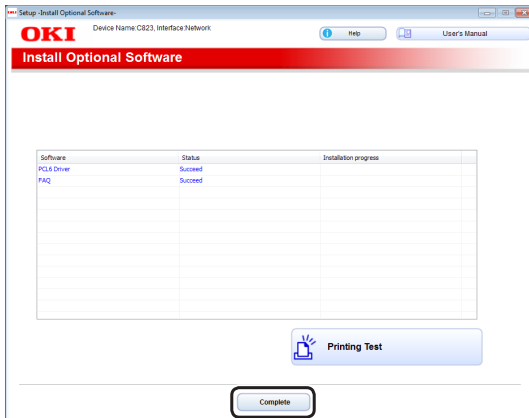 OKI Setup -Install Optional Software-
OKI Device Name:C823, Interface:Network Help User's Manual
Install Optional Software
Software Status Installation progress
PCL6 Driver Succeed
FAQ Succeed
Printing Test
Complete